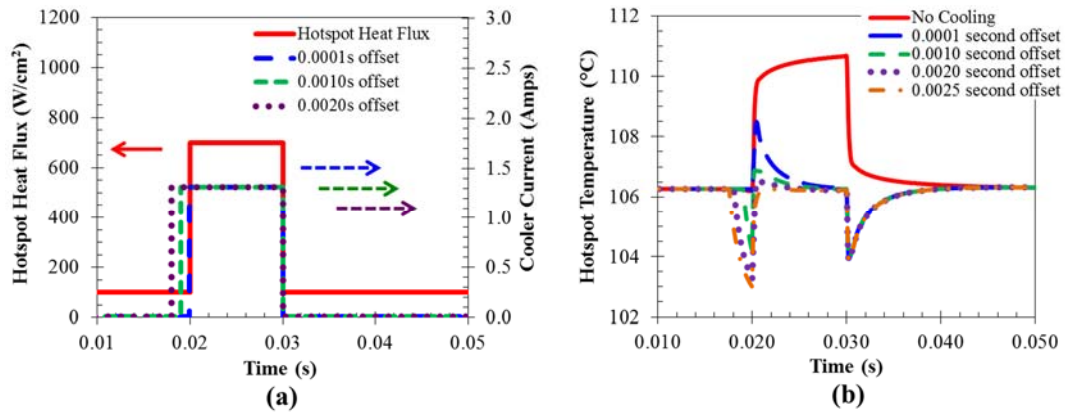 Hotspot Heat Flux (W/cm²)
1200
1000
800
600
400
200
0
Hotspot Heat Flux
0.0001s offset
0.0010s offset
0.0020s offset
3.0
2.5
2.0
1.5
1.0
0.5
0.0
Cooler Current (Amps)
0.01 0.02 0.03 0.04 0.05
Time (s)
(a)
Hotspot Temperature (°C)
112
110
108
106
104
102
No Cooling
0.0001 second offset
0.0010 second offset
0.0020 second offset
0.0025 second offset
0.010 0.020 0.030 0.040 0.050
Time (s)
(b)